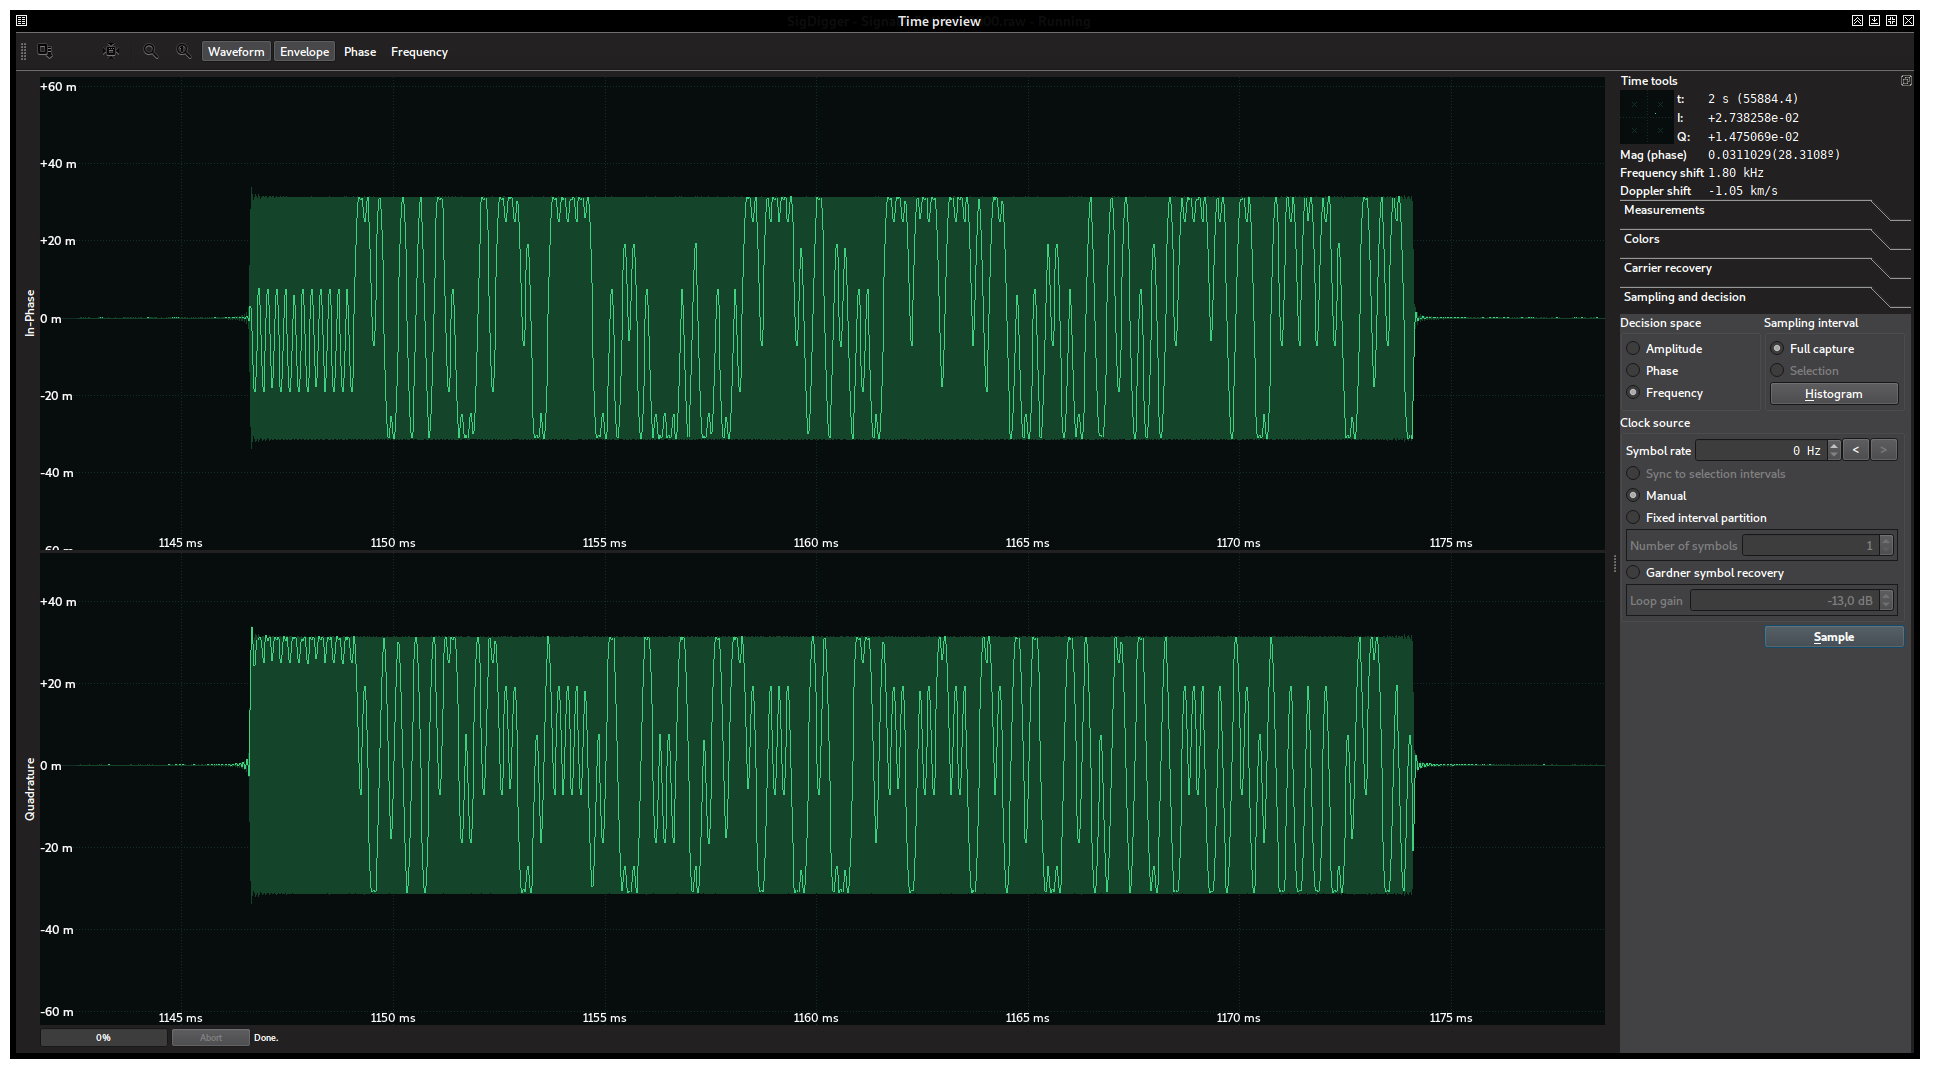 SigDigger - Signa Time preview 00.raw - Running
Waveform Envelope Phase Frequency
+60 m
+40 m
+20 m
0 m
-20 m
-40 m
-60 m
In-Phase
1145 ms 1150 ms 1155 ms 1160 ms 1165 ms 1170 ms 1175 ms
+40 m
+20 m
0 m
-20 m
-40 m
-60 m
Quadrature
1145 ms 1150 ms 1155 ms 1160 ms 1165 ms 1170 ms 1175 ms
0% Abort Done.
Time tools
t: 2 s (55884.4)
I: +2.738258e-02
Q: +1.475069e-02
Mag (phase) 0.0311029(28.3108º)
Frequency shift 1.80 kHz
Doppler shift -1.05 km/s
Measurements
Colors
Carrier recovery
Sampling and decision
Decision space Sampling interval
Amplitude Full capture
Phase Selection
Frequency Histogram
Clock source
Symbol rate 0 Hz < >
Sync to selection intervals
Manual
Fixed interval partition
Number of symbols 1
Gardner symbol recovery
Loop gain -13,0 dB
Sample